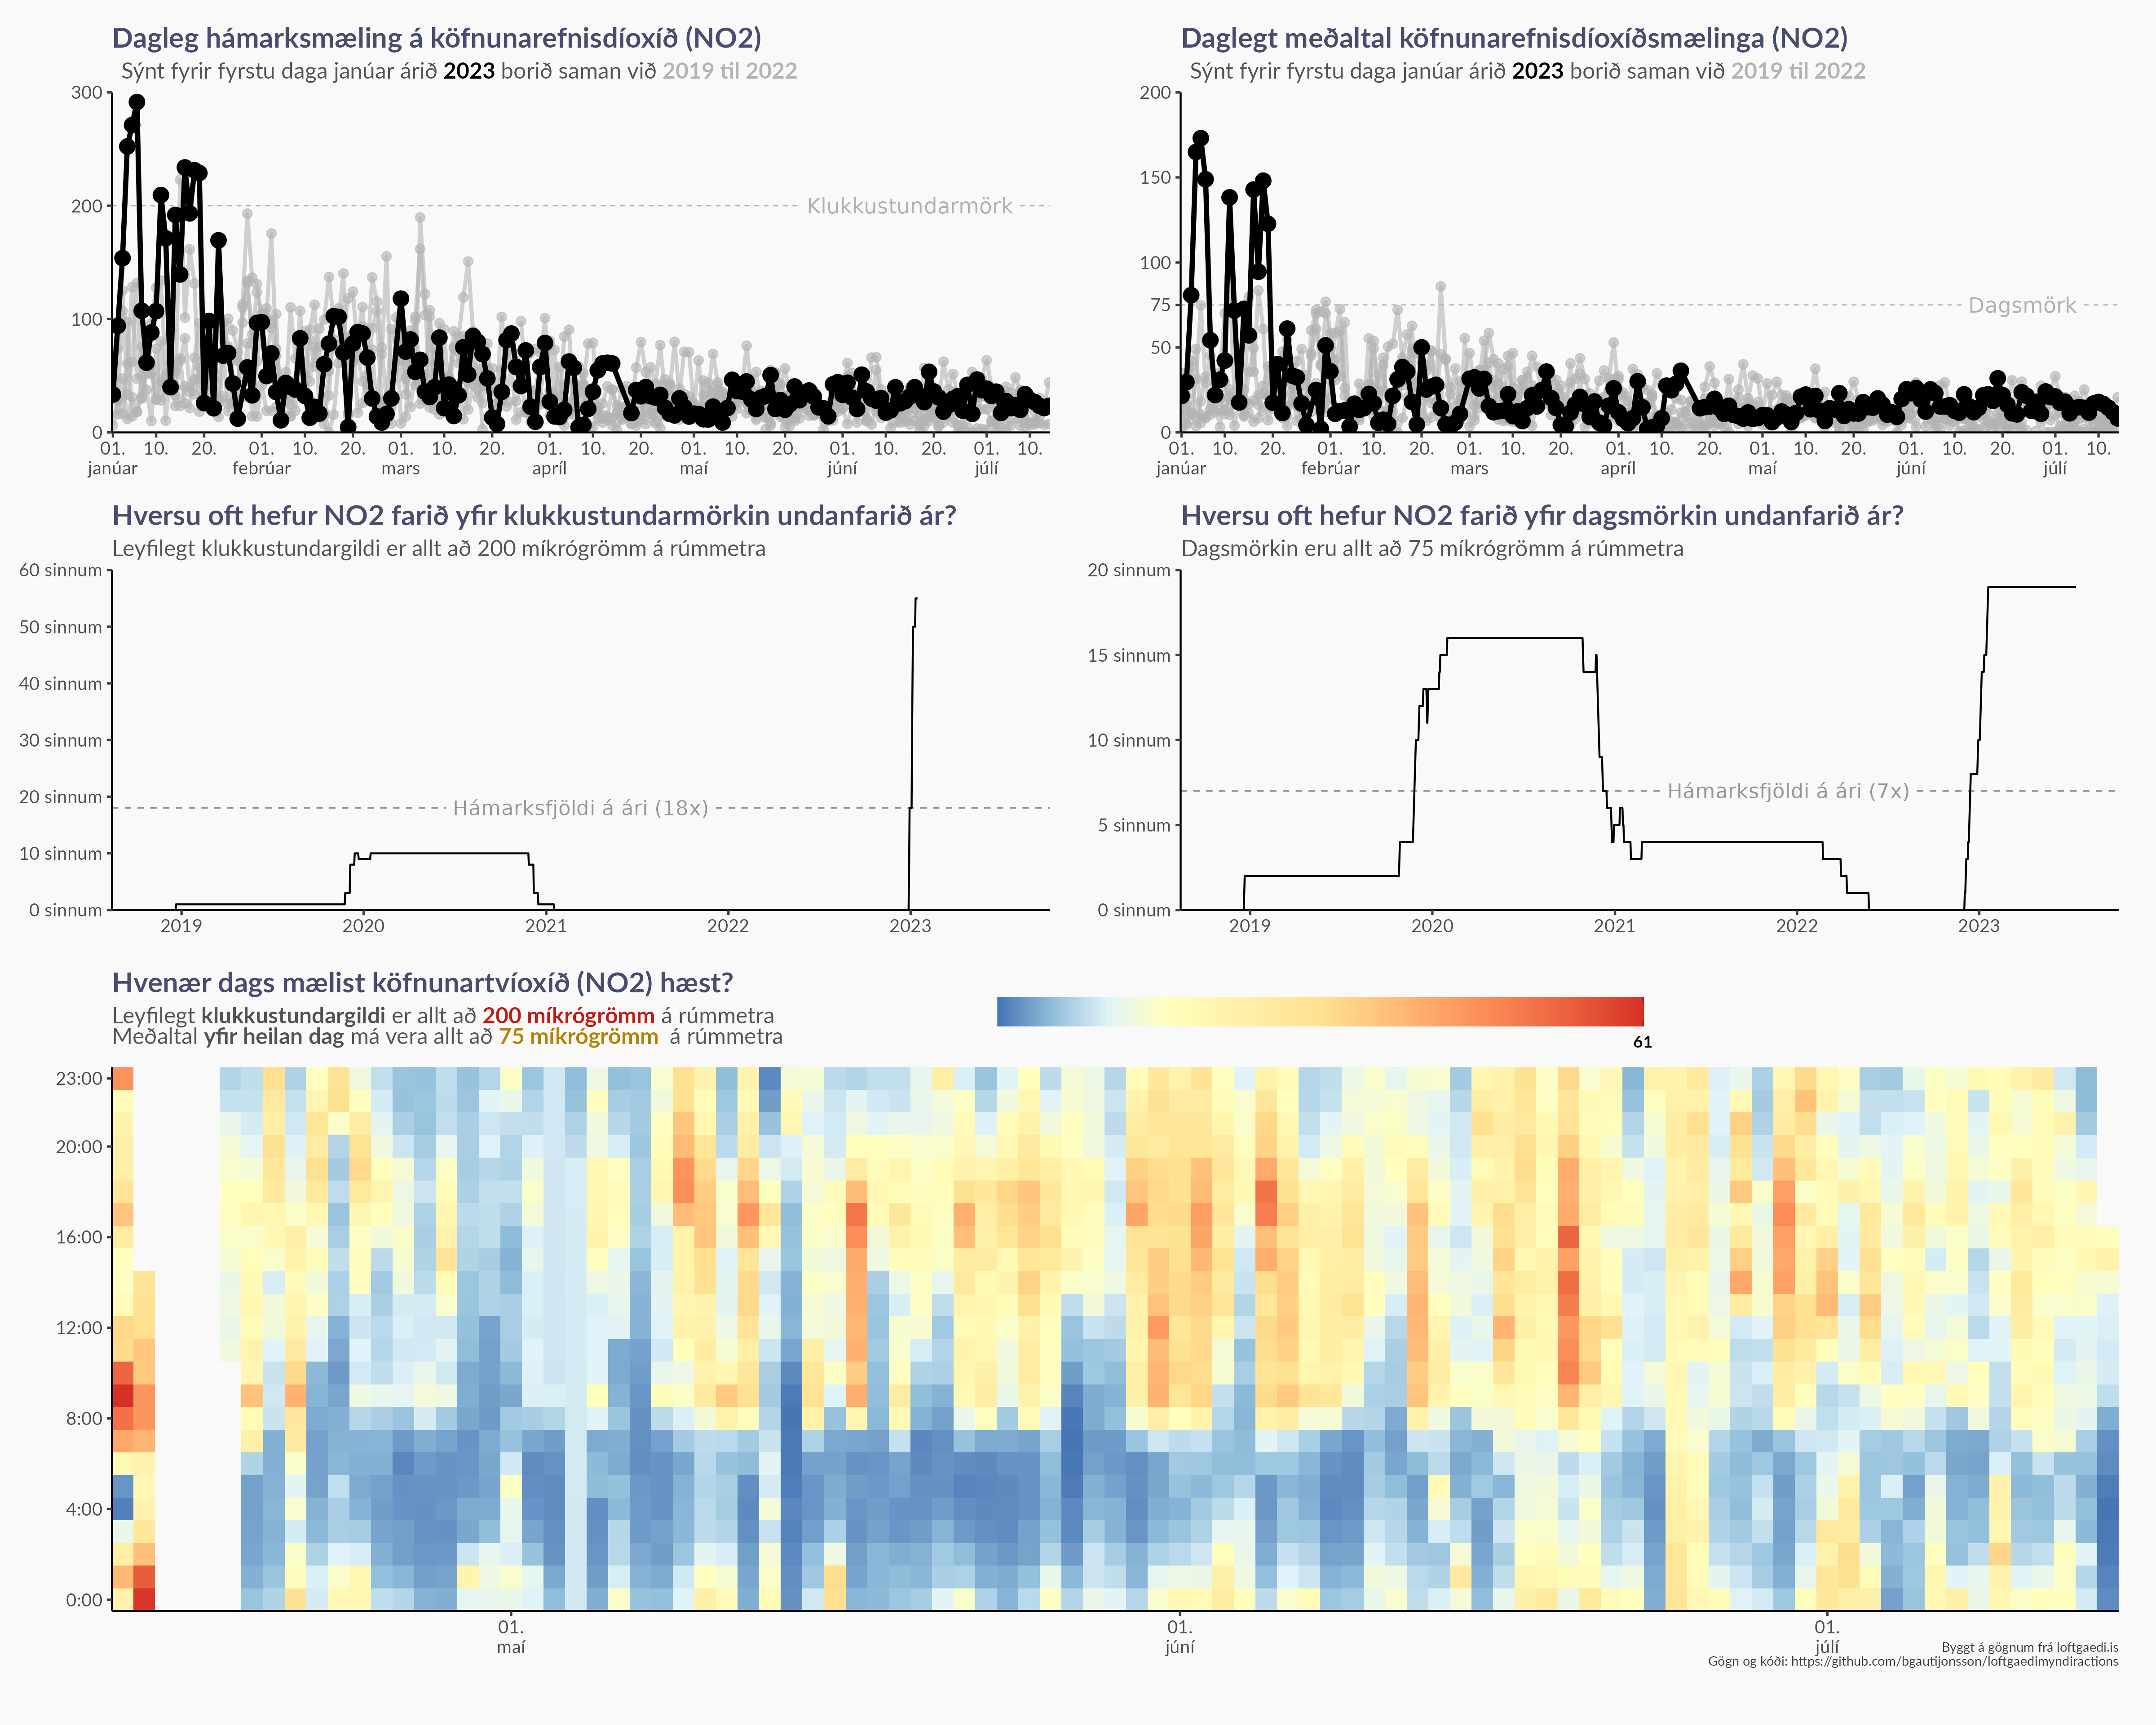 Dagleg hámarksmæling á köfnunarefnisdíoxíð (NO2)
Sýnt fyrir fyrstu daga janúar árið 2023 borið saman við 2019 til 2022
300
200
100
0
Klukkustundarmörk
01. 10. 20. 01. 10. 20. 01. 10. 20. 01. 10. 20. 01. 10. 20. 01. 10. 20. 01. 10.
janúar febrúar mars apríl maí júní júlí
Daglegt meðaltal köfnunarefnisdíoxíðsmælinga (NO2)
Sýnt fyrir fyrstu daga janúar árið 2023 borið saman við 2019 til 2022
200
150
100
75
50
0
Dagsmörk
01. 10. 20. 01. 10. 20. 01. 10. 20. 01. 10. 20. 01. 10. 20. 01. 10. 20. 01. 10.
janúar febrúar mars apríl maí júní júlí
Hversu oft hefur NO2 farið yfir klukkustundarmörkin undanfarið ár?
Leyfilegt klukkustundargildi er allt að 200 míkrógrömm á rúmmetra
60 sinnum
50 sinnum
40 sinnum
30 sinnum
20 sinnum
10 sinnum
0 sinnum
Hámarksfjöldi á ári (18x)
2019 2020 2021 2022 2023
Hversu oft hefur NO2 farið yfir dagsmörkin undanfarið ár?
Dagsmörkin eru allt að 75 míkrógrömm á rúmmetra
20 sinnum
15 sinnum
10 sinnum
5 sinnum
0 sinnum
Hámarksfjöldi á ári (7x)
2019 2020 2021 2022 2023
Hvenær dags mælist köfnunartvíoxíð (NO2) hæst?
Leyfilegt klukkustundargildi er allt að 200 míkrógrömm á rúmmetra
Meðaltal yfir heilan dag má vera allt að 75 míkrógrömm á rúmmetra
61
23:00
20:00
16:00
12:00
8:00
4:00
0:00
01. 01. 01.
maí júní júlí
Byggt á gögnum frá loftgaedi.is
Gögn og kóði: https://github.com/bgautijonsson/loftgaedimyndiractions